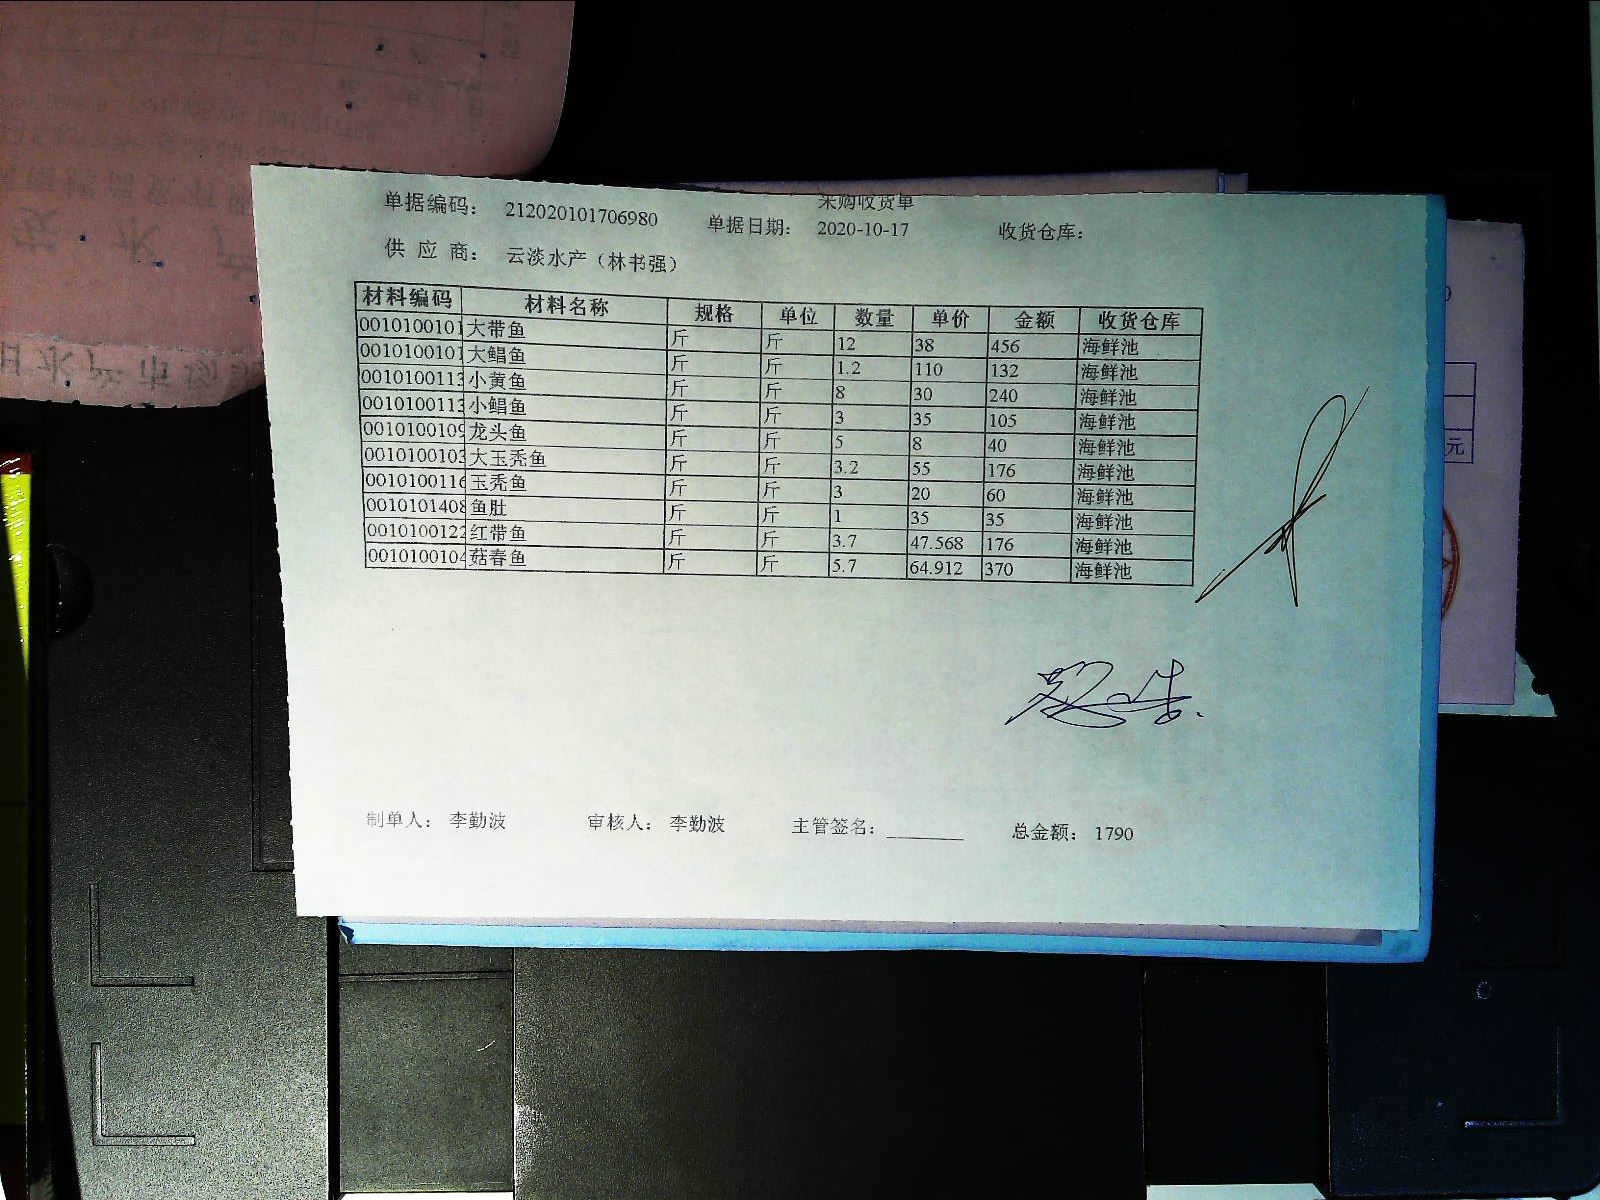 采购收货单
单据编码： 212020101706980 单据日期： 2020-10-17 收货仓库：
供 应 商： 云淡水产（林书强）
材料编码 材料名称 规格 单位 数量 单价 金额 收货仓库
0010100101 大带鱼 斤 斤 12 38 456 海鲜池
0010100101 大鲳鱼 斤 斤 1.2 110 132 海鲜池
0010100113 小黄鱼 斤 斤 8 30 240 海鲜池
0010100113 小鲳鱼 斤 斤 3 35 105 海鲜池
0010100109 龙头鱼 斤 斤 5 8 40 海鲜池
0010100103 大玉秃鱼 斤 斤 3.2 55 176 海鲜池
0010100116 玉秃鱼 斤 斤 3 20 60 海鲜池
0010101408 鱼肚 斤 斤 1 35 35 海鲜池
0010100122 红带鱼 斤 斤 3.7 47.568 176 海鲜池
0010100104 菇春鱼 斤 斤 5.7 64.912 370 海鲜池
元
制单人： 李勤波 审核人： 李勤波 主管签名： 总金额： 1790